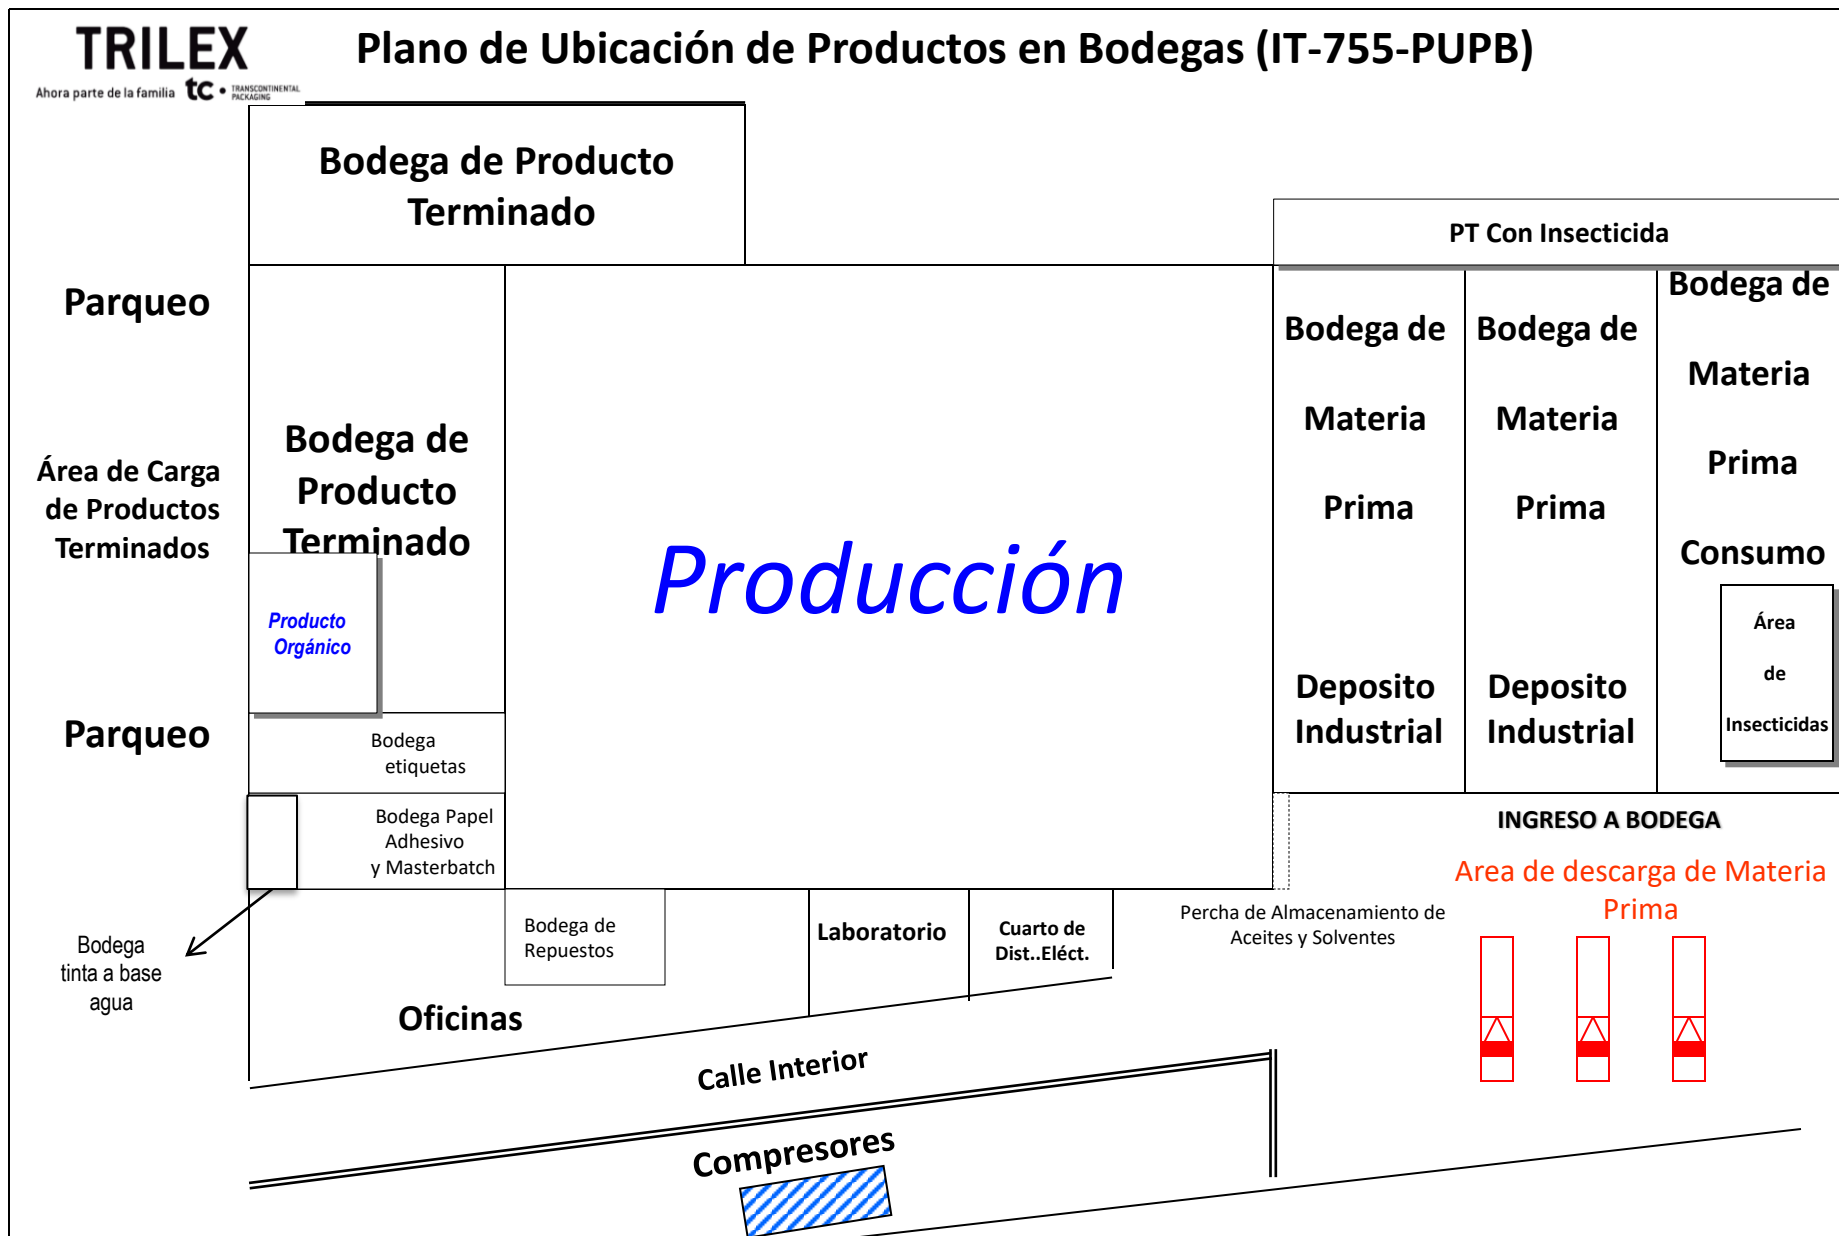 TRILEX
Ahora parte de la familia tc • TRANSCONTINENTAL
PACKAGING
Plano de Ubicación de Productos en Bodegas (IT-755-PUPB)
Bodega de Producto
Terminado
PT Con Insecticida
Parqueo
Área de Carga
de Productos
Terminados
Parqueo
Bodega de
Producto
Terminado
Producto
Orgánico
Bodega
etiquetas
Bodega Papel
Adhesivo
y Masterbatch
Bodega
tinta a base
agua
Producción
Bodega de
Materia
Prima
Deposito
Industrial
Bodega de
Materia
Prima
Deposito
Industrial
Bodega de
Materia
Prima
Consumo
Área
de
Insecticidas
INGRESO A BODEGA
Area de descarga de Materia
Prima
Percha de Almacenamiento de
Aceites y Solventes
Bodega de
Repuestos
Laboratorio
Cuarto de
Dist..Eléct.
Oficinas
Calle Interior
Compresores